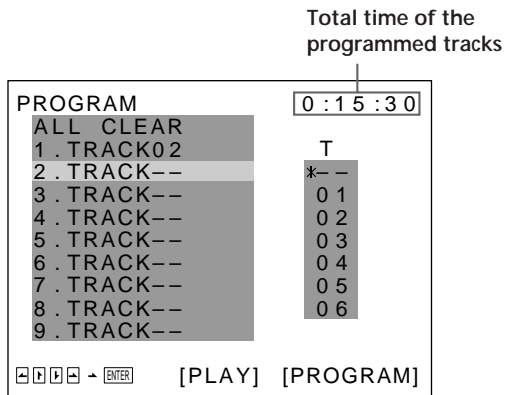 Total time of the
programmed tracks
PROGRAM 0:15:30
ALL CLEAR
1.TRACK02 T
2.TRACK-- *--
3.TRACK-- 01
4.TRACK-- 02
5.TRACK-- 03
6.TRACK-- 04
7.TRACK-- 05
8.TRACK-- 06
9.TRACK--
ENTER [PLAY] [PROGRAM]